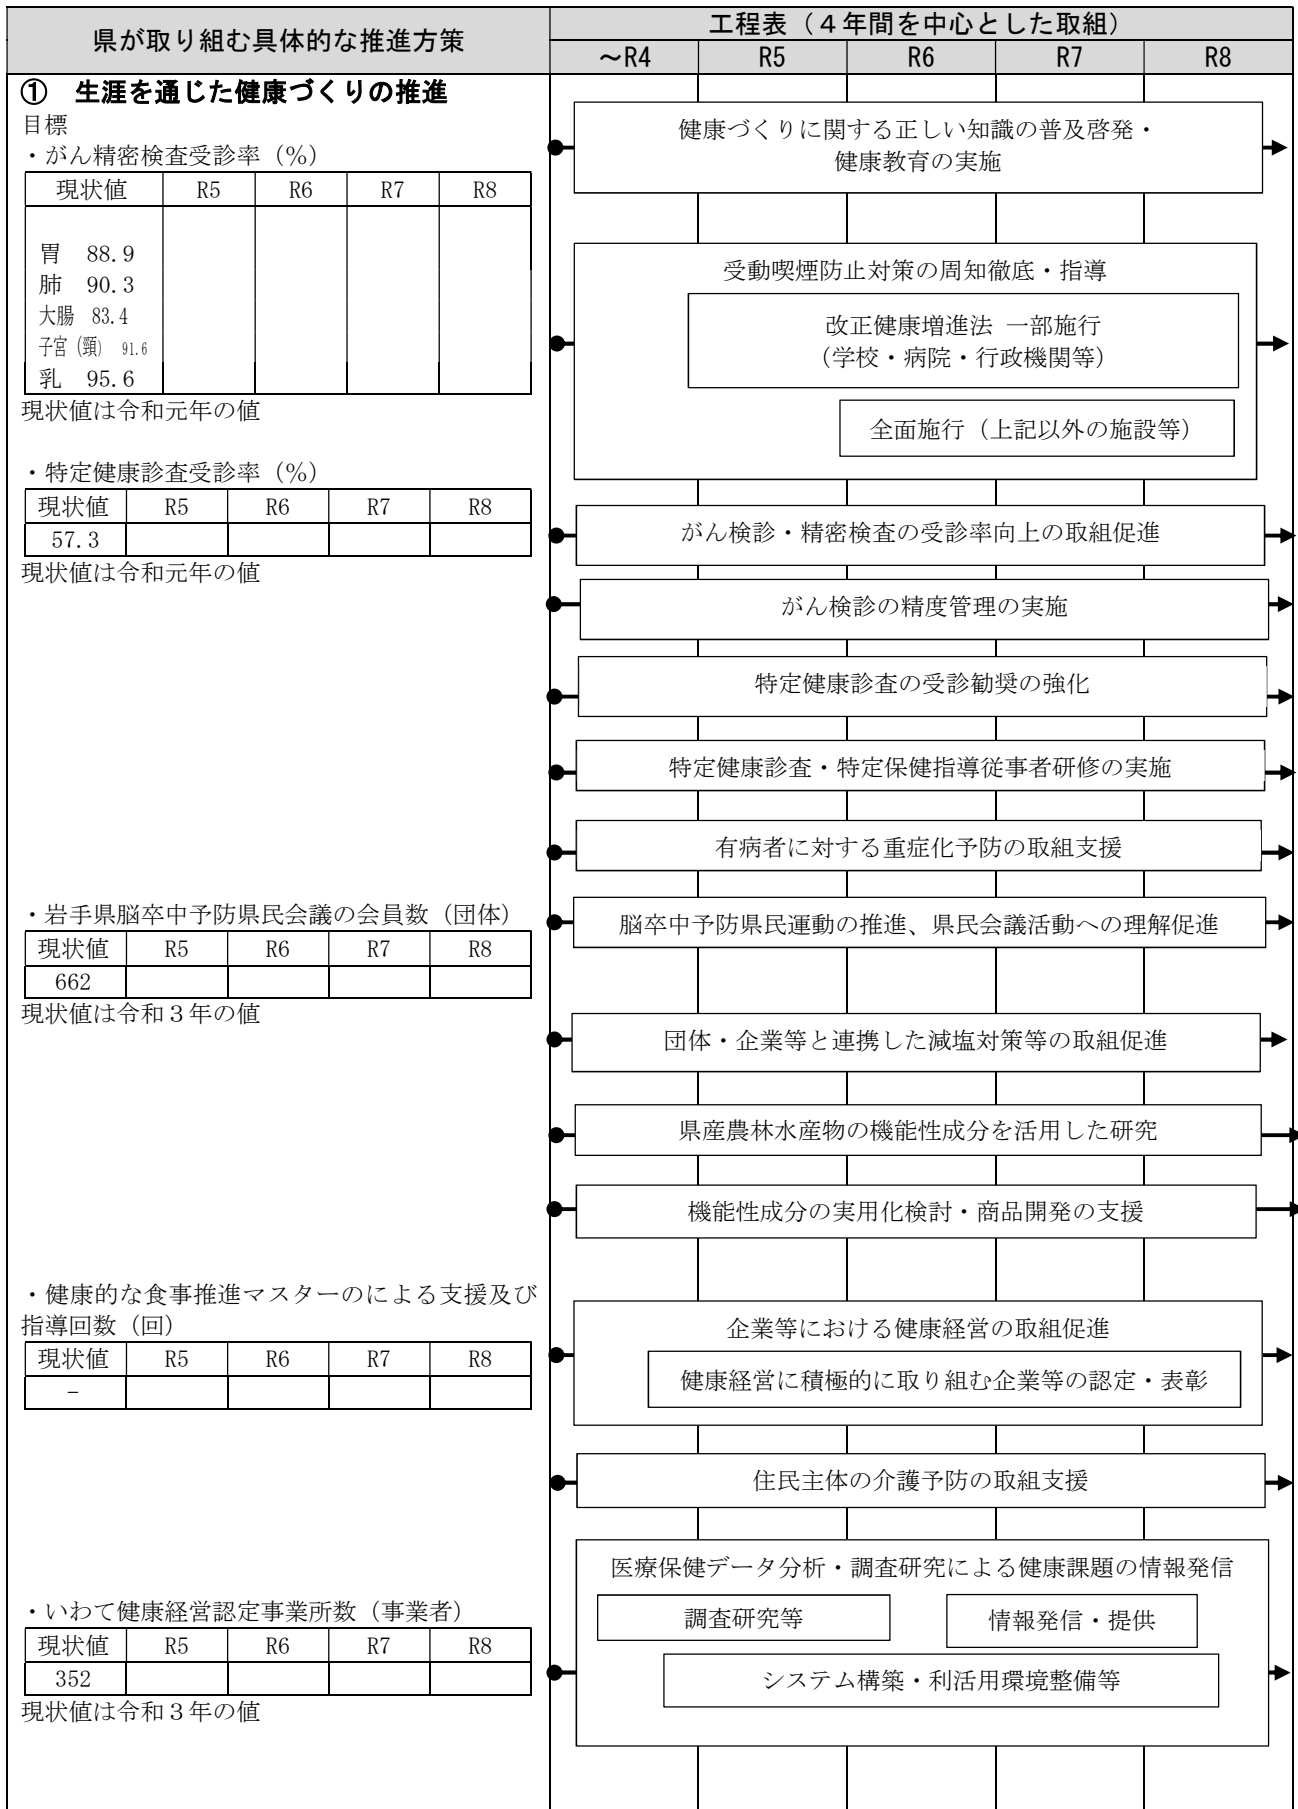 県が取り組む具体的な推進方策
工程表（４年間を中心とした取組）
～R4 R5 R6 R7 R8
① 生涯を通じた健康づくりの推進
目標
・がん精密検査受診率（%）
現状値 R5 R6 R7 R8
胃 88.9
肺 90.3
大腸 83.4
子宮（頸） 91.6
乳 95.6
現状値は令和元年の値
・特定健康診査受診率（%）
現状値 R5 R6 R7 R8
57.3
現状値は令和元年の値
・岩手県脳卒中予防県民会議の会員数（団体）
現状値 R5 R6 R7 R8
662
現状値は令和３年の値
・健康的な食事推進マスターのによる支援及び
指導回数（回）
現状値 R5 R6 R7 R8
－
・いわて健康経営認定事業所数（事業者）
現状値 R5 R6 R7 R8
352
現状値は令和３年の値
健康づくりに関する正しい知識の普及啓発・
健康教育の実施
受動喫煙防止対策の周知徹底・指導
改正健康増進法 一部施行
（学校・病院・行政機関等）
全面施行（上記以外の施設等）
がん検診・精密検査の受診率向上の取組促進
がん検診の精度管理の実施
特定健康診査の受診勧奨の強化
特定健康診査・特定保健指導従事者研修の実施
有病者に対する重症化予防の取組支援
脳卒中予防県民運動の推進、県民会議活動への理解促進
団体・企業等と連携した減塩対策等の取組促進
県産農林水産物の機能性成分を活用した研究
機能性成分の実用化検討・商品開発の支援
企業等における健康経営の取組促進
健康経営に積極的に取り組む企業等の認定・表彰
住民主体の介護予防の取組支援
医療保健データ分析・調査研究による健康課題の情報発信
調査研究等
情報発信・提供
システム構築・利活用環境整備等